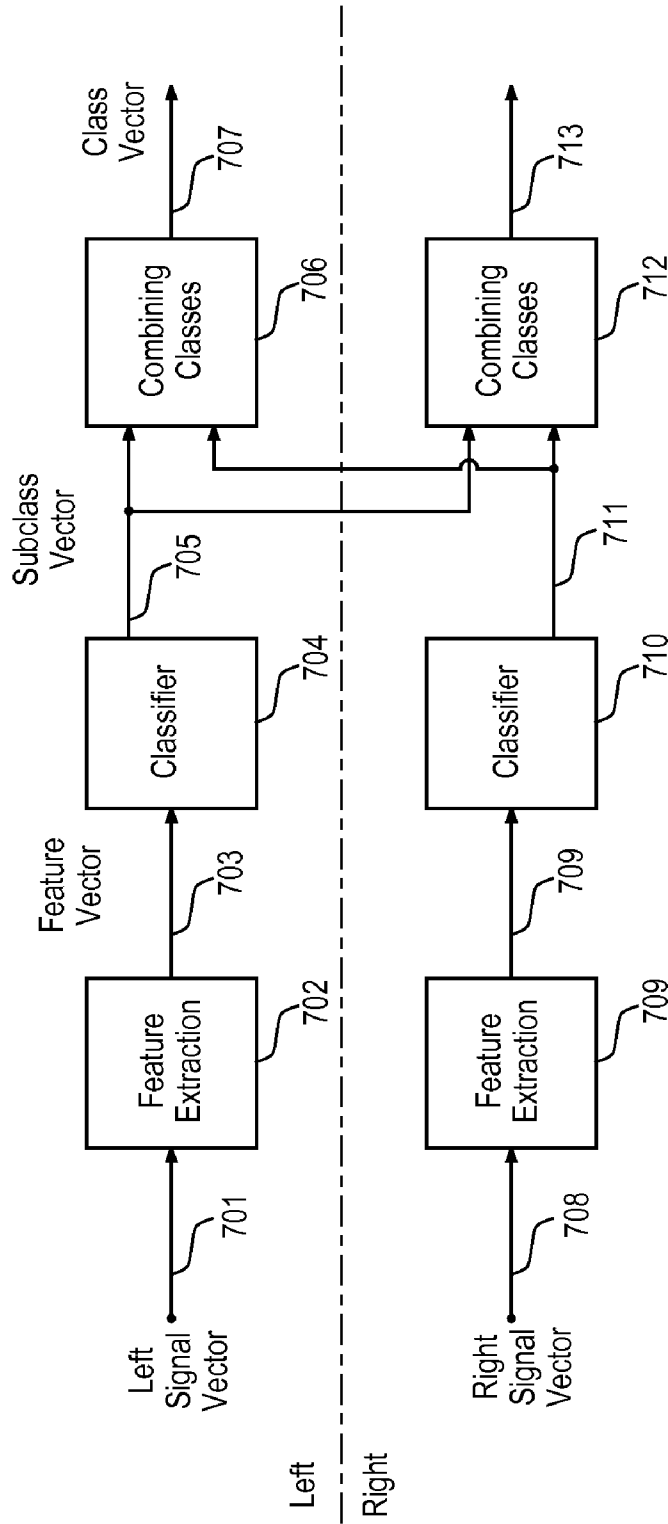 Left
Signal
Vector
701
Feature
Extraction
702
Feature
Vector
703
Classifier
704
Subclass
Vector
705
Combining
Classes
706
Class
Vector
707
Left
Right
Right
Signal
Vector
708
Feature
Extraction
709
709
Classifier
710
711
Combining
Classes
712
713